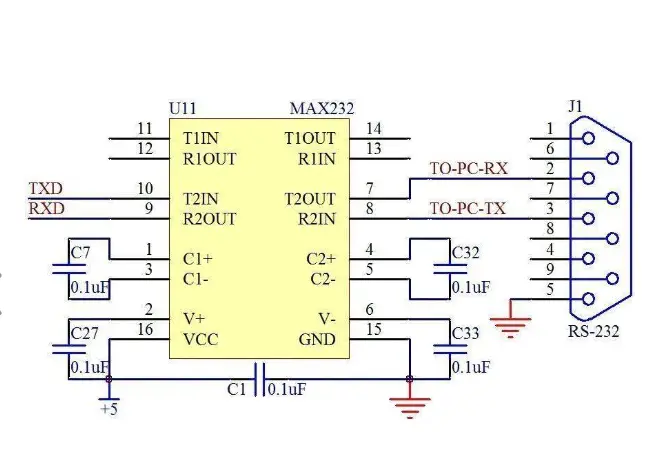 U11 MAX232 J1
11 T1IN T1OUT 14 1
12 R1OUT R1IN 13 6
TO-PC-RX 2
TXD 10 T2IN T2OUT 7 7
RXD 9 R2OUT R2IN 8 TO-PC-TX 3
8
C7 1 C1+ C2+ 4 C32 4
3 C1- C2- 5 9
0.1uF 0.1uF 5
2 V+ V- 6
C27 16 VCC GND 15 C33 RS-232
0.1uF 0.1uF
C1 0.1uF
+5